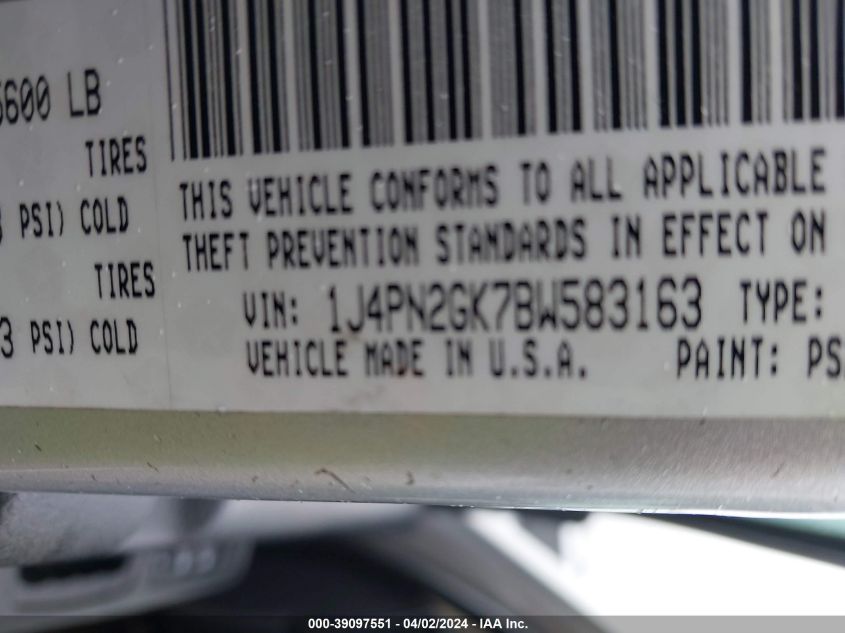 5600 LB
TIRES
PSI) COLD
TIRES
3 PSI) COLD
THIS VEHICLE CONFORMS TO ALL APPLICABLE
THEFT PREVENTION STANDARDS IN EFFECT ON
VIN: 1J4PN2GK7BW583163 TYPE:
VEHICLE MADE IN U.S.A. PAINT: PS
000-39097551 - 04/02/2024 - IAA Inc.